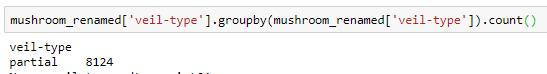 mushroom_renamed['veil-type'].groupby(mushroom_renamed['veil-type']).count()
veil-type
partial    8124